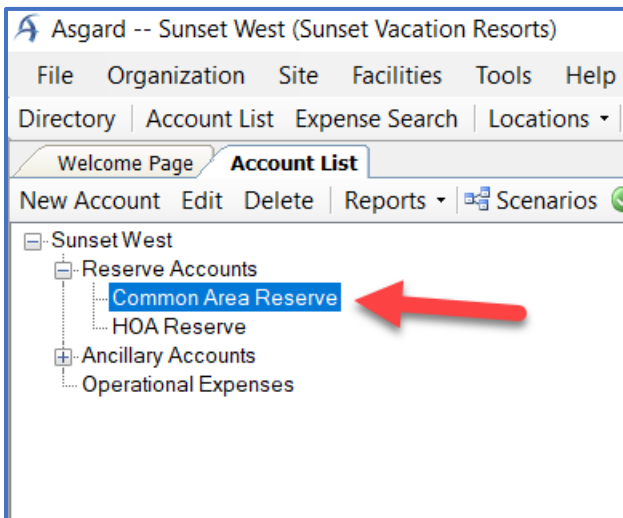 Asgard -- Sunset West (Sunset Vacation Resorts)
File Organization Site Facilities Tools Help
Directory Account List Expense Search Locations
Welcome Page Account List
New Account Edit Delete Reports Scenarios
Sunset West
Reserve Accounts
Common Area Reserve
HOA Reserve
Ancillary Accounts
Operational Expenses